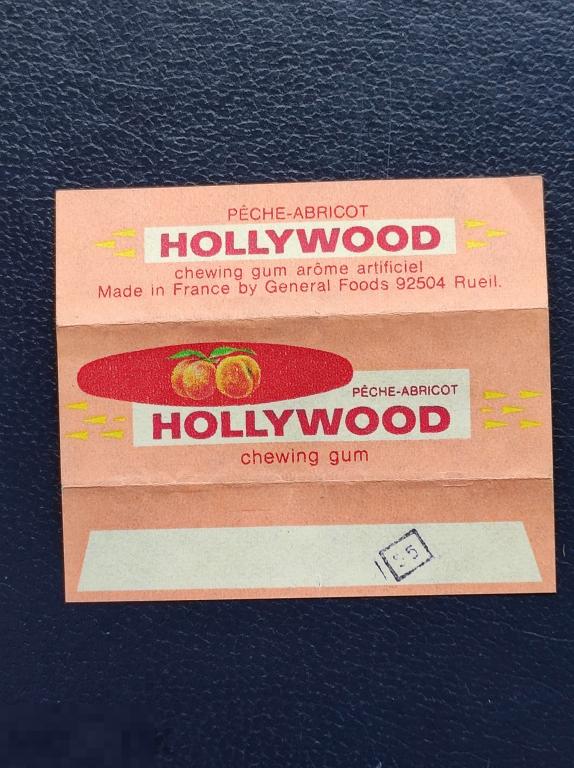 PÊCHE-ABRICOT
HOLLYWOOD
chewing gum arôme artificiel
Made in France by General Foods 92504 Rueil.
PÊCHE-ABRICOT
HOLLYWOOD
chewing gum